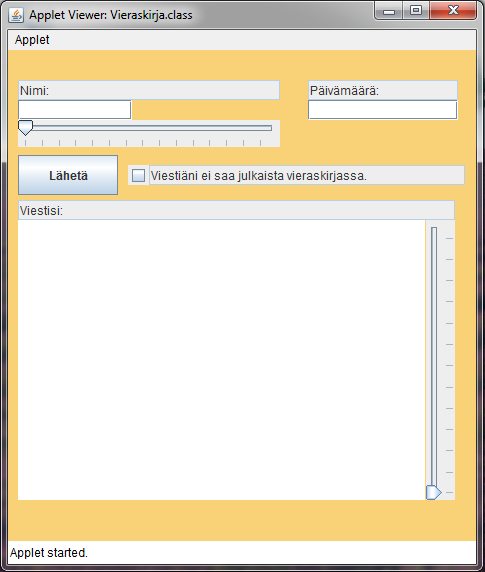 Applet Viewer: Vieraskirja.class
Applet
Nimi:
Päivämäärä:
Lähetä
Viestiäni ei saa julkaista vieraskirjassa.
Viestisi:
Applet started.